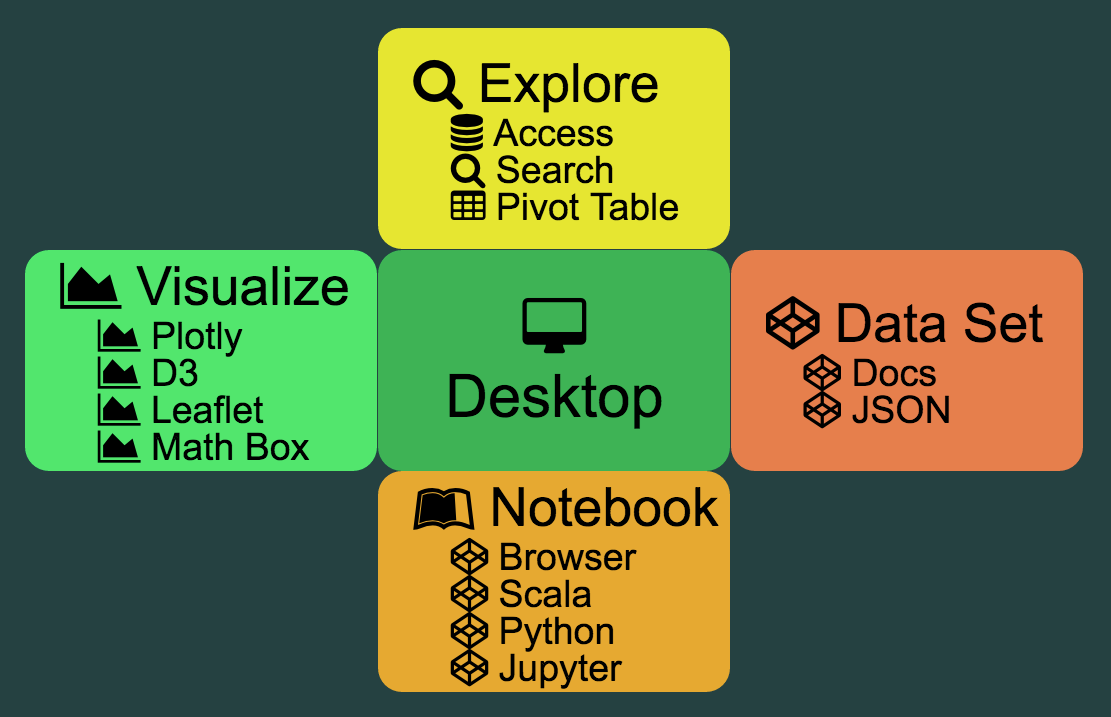 Explore
Access
Search
Pivot Table
Visualize
Plotly
D3
Leaflet
Math Box
Desktop
Data Set
Docs
JSON
Notebook
Browser
Scala
Python
Jupyter